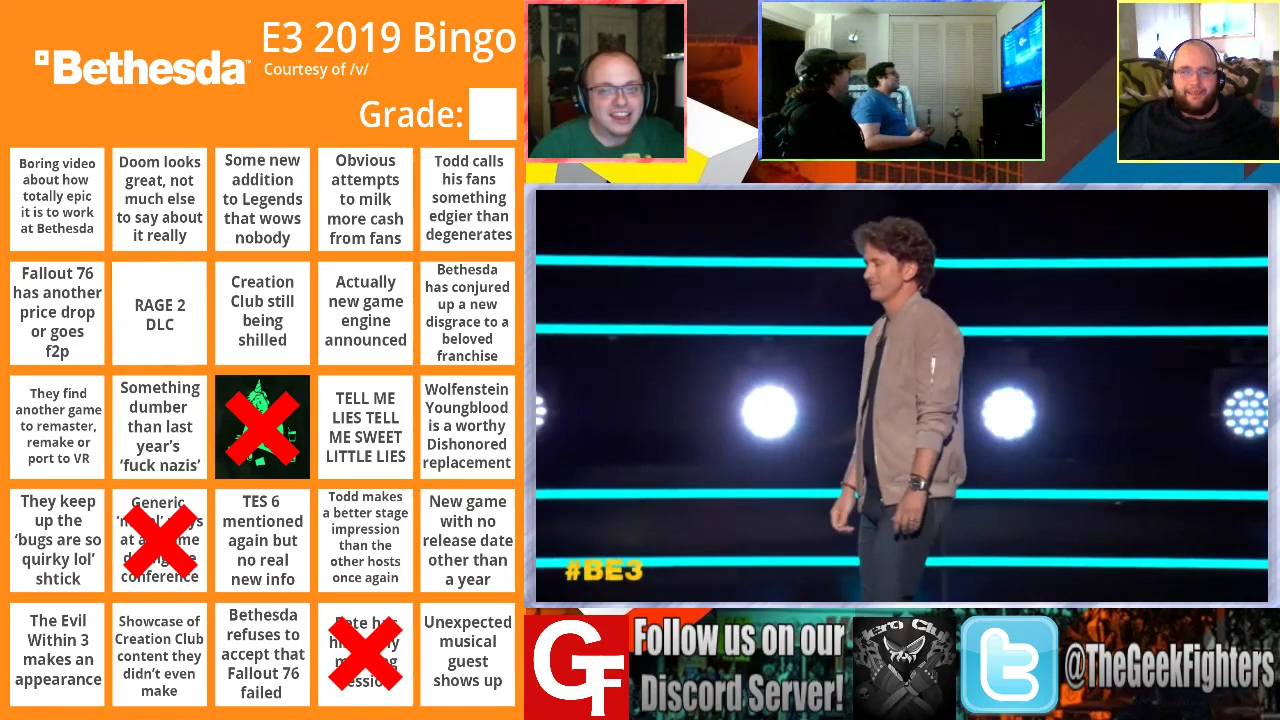 Bethesda
E3 2019 Bingo
Courtesy of /v/
Grade:
Boring video
about how
totally epic
it is to work
at Bethesda
Doom looks
great, not
much else
to say about
it really
Some new
addition
to Legends
that wows
nobody
Obvious
attempts
to milk
more cash
from fans
Todd calls
his fans
something
edgier than
degenerates
Fallout 76
has another
price drop
or goes
f2p
RAGE 2
DLC
Creation
Club still
being
shilled
Actually
new game
engine
announced
Bethesda
has conjured
up a new
disgrace to a
beloved
franchise
They find
another game
to remaster,
remake or
port to VR
Something
dumber
than last
year's
'fuck nazis'
TELL ME
LIES TELL
ME SWEET
LITTLE LIES
Wolfenstein
Youngblood
is a worthy
Dishonored
replacement
They keep
up the
'bugs are so
quirky lol'
shtick
Generic
at a
conference
TES 6
mentioned
again but
no real
new info
Todd makes
a better stage
impression
than the
other hosts
once again
New game
with no
release date
other than
a year
The Evil
Within 3
makes an
appearance
Showcase of
Creation Club
content they
didn't even
make
Bethesda
refuses to
accept that
Fallout 76
failed
Unexpected
musical
guest
shows up
#BE3
GF
Follow us on our
Discord Server!
@TheGeekFighters